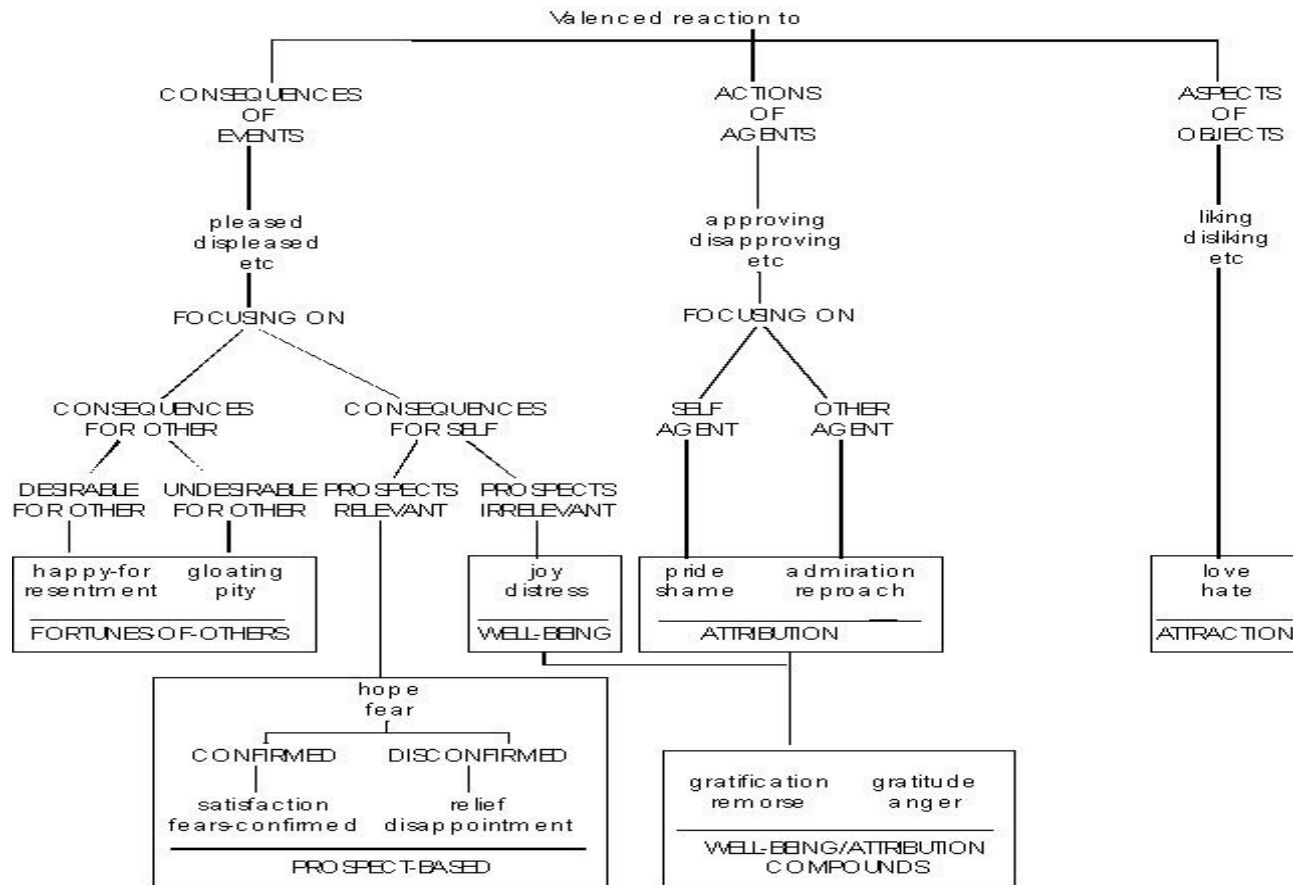 Valenced reaction to
CONSEQUENCES
OF
EVENTS
ACTIONS
OF
AGENTS
ASPECTS
OF
OBJECTS
pleased
displeased
etc
approving
disapproving
etc
liking
disliking
etc
FOCUSING ON
FOCUSING ON
CONSEQUENCES
FOR OTHER
CONSEQUENCES
FOR SELF
SELF
AGENT
OTHER
AGENT
DESIRABLE
FOR OTHER
UNDESIRABLE
FOR OTHER
PROSPECTS
RELEVANT
PROSPECTS
IRRELEVANT
happy-for
resentment
gloating
pity
FORTUNES-OF-OTHERS
joy
distress
WELL-BEING
pride
shame
admiration
reproach
ATTRIBUTION
love
hate
ATTRACTION
hope
fear
CONFIRMED
DISCONFIRMED
satisfaction
fears-confirmed
relief
disappointment
PROSPECT-BASED
gratification
remorse
gratitude
anger
WELL-BEING/ATTRIBUTION
COMPOUNDS